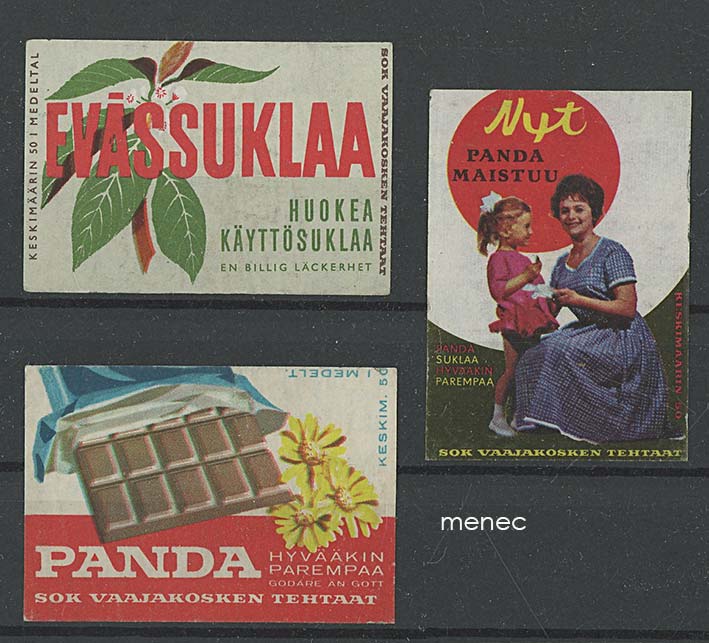 KESKIMÄÄRIN 50 I MEDELTAL
EVÄSSUKLAA
HUOKEA
KÄYTTÖSUKLAA
EN BILLIG LÄCKERHET
SOK VAAJAKOSKEN TEHTAAT
Nyt
PANDA
MAISTUU
PANDA
SUKLAA
HYVÄÄKIN
PAREMPAA
KESKIMÄÄRIN 50
SOK VAAJAKOSKEN TEHTAAT
KESKIM. 50
I MEDELT.
PANDA
HYVÄÄKIN
PAREMPAA
GODARE ÄN GOTT
SOK VAAJAKOSKEN TEHTAAT
menec